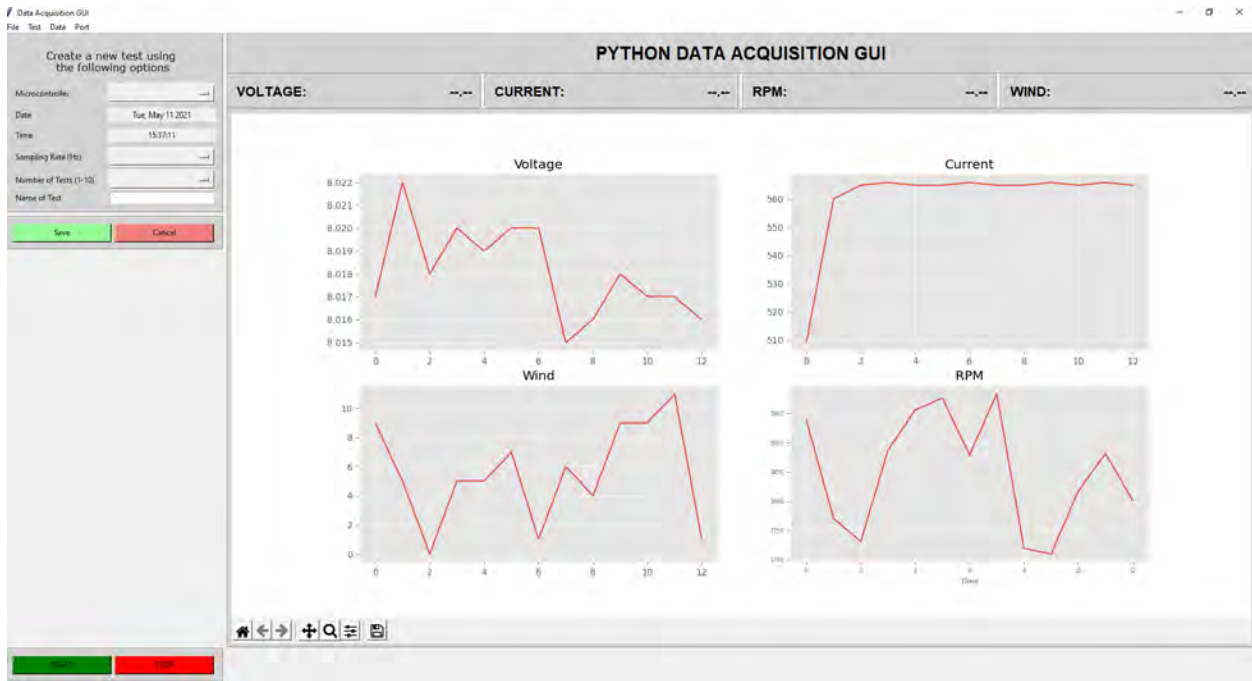 Data Acquisition GUI
File Test Data Port
Create a new test using
the following options
Microcontroller
Date Tue, May 11 2021
Time 15:37:11
Sampling Rate (Hz)
Number of Tests (1-10)
Name of Test
Save Cancel
START STOP
PYTHON DATA ACQUISITION GUI
VOLTAGE: --.-- CURRENT: --.-- RPM: --.-- WIND: --.--
Voltage
8.022
8.021
8.020
8.019
8.018
8.017
8.016
8.015
0 2 4 6 8 10 12
Current
560
550
540
530
520
510
0 2 4 6 8 10 12
Wind
10
8
6
4
2
0
0 2 4 6 8 10 12
RPM